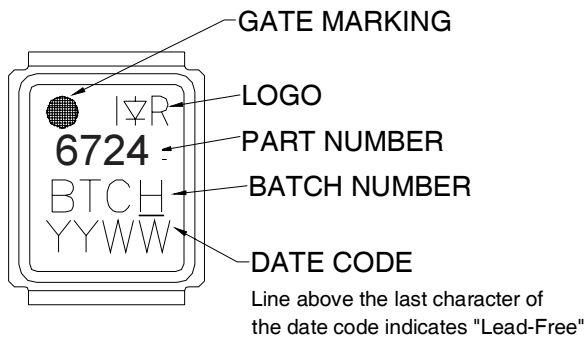 GATE MARKING
I R
LOGO
6724
PART NUMBER
BTCH
BATCH NUMBER
YYWW
DATE CODE
Line above the last character of
the date code indicates "Lead-Free"